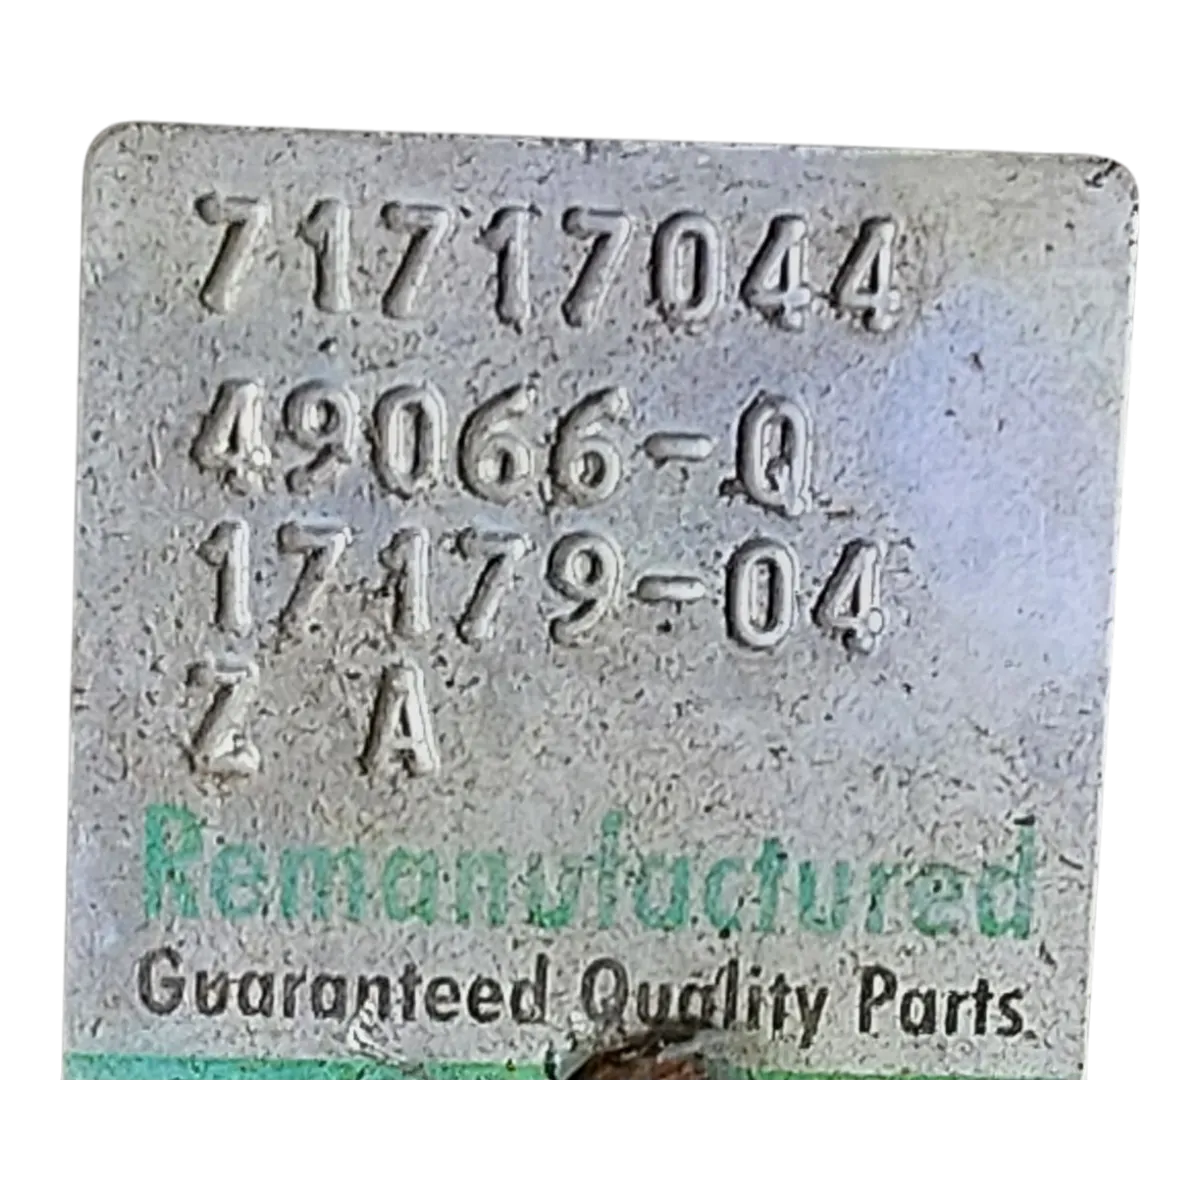 71717044
49066-Q
17179-04
Z A
Remanufactured
Guaranteed Quality Parts.